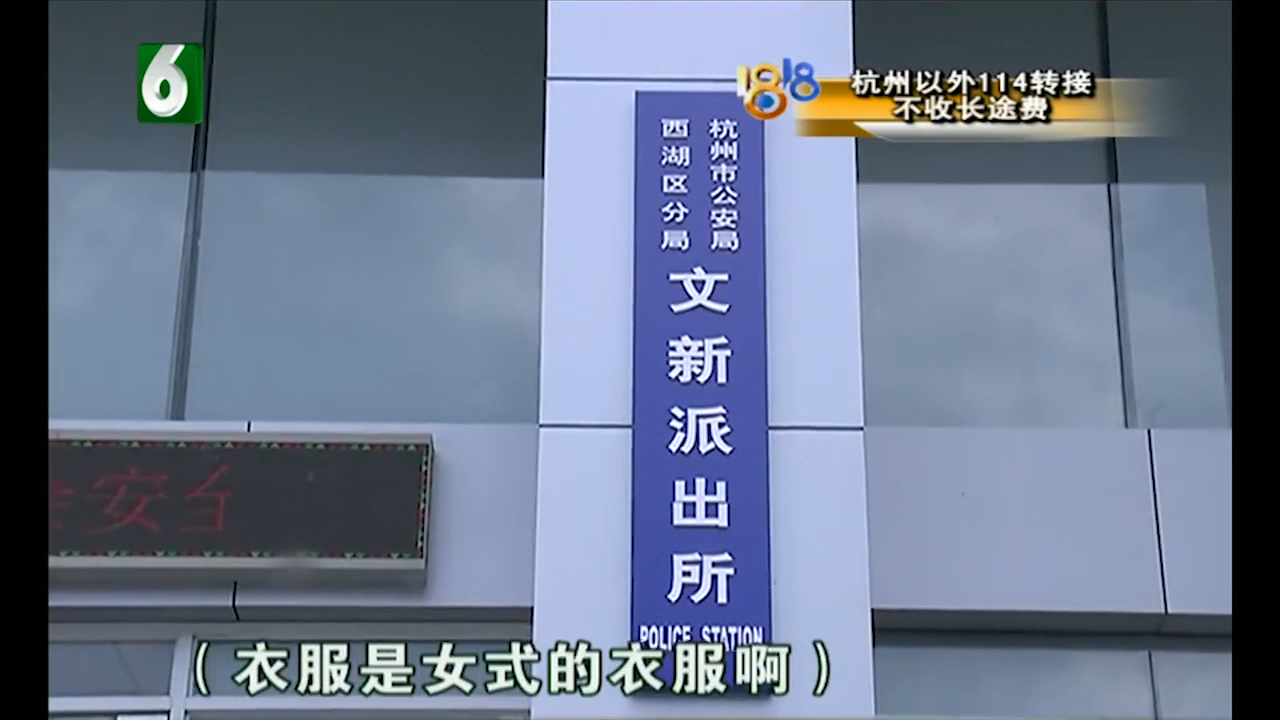 6
1818
杭州以外114转接
不收长途费
杭州市公安局
西湖区分局
文新派出所
POLICE STATION
安全
(衣服是女式的衣服啊)